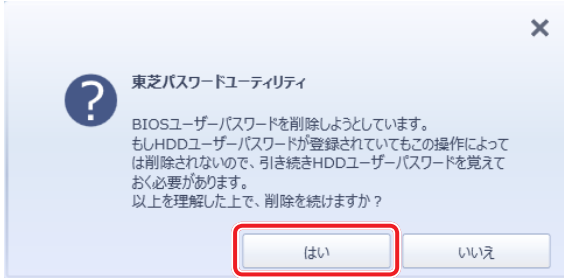 東芝パスワードユーティリティ
BIOSユーザーパスワードを削除しようとしています。
もしHDDユーザーパスワードが登録されていてもこの操作によって
は削除されないので、引き続きHDDユーザーパスワードを覚えて
おく必要があります。
以上を理解した上で、削除を続けますか？
はい
いいえ